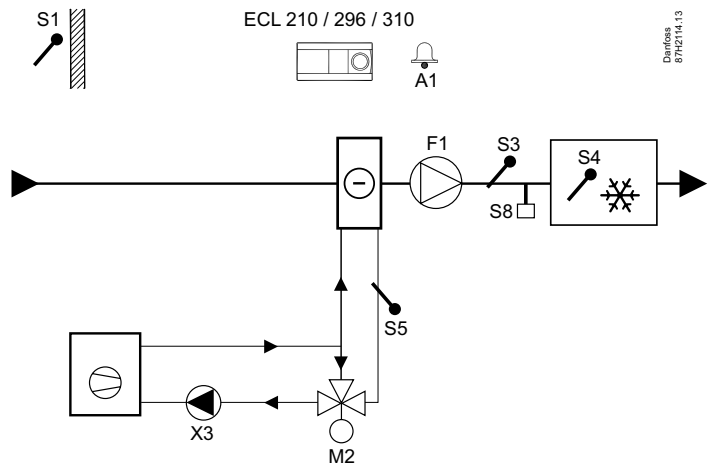 S1
ECL 210 / 296 / 310
A1
Danfoss
87H2114.13
F1
S3
S4
S8
S5
X3
M2